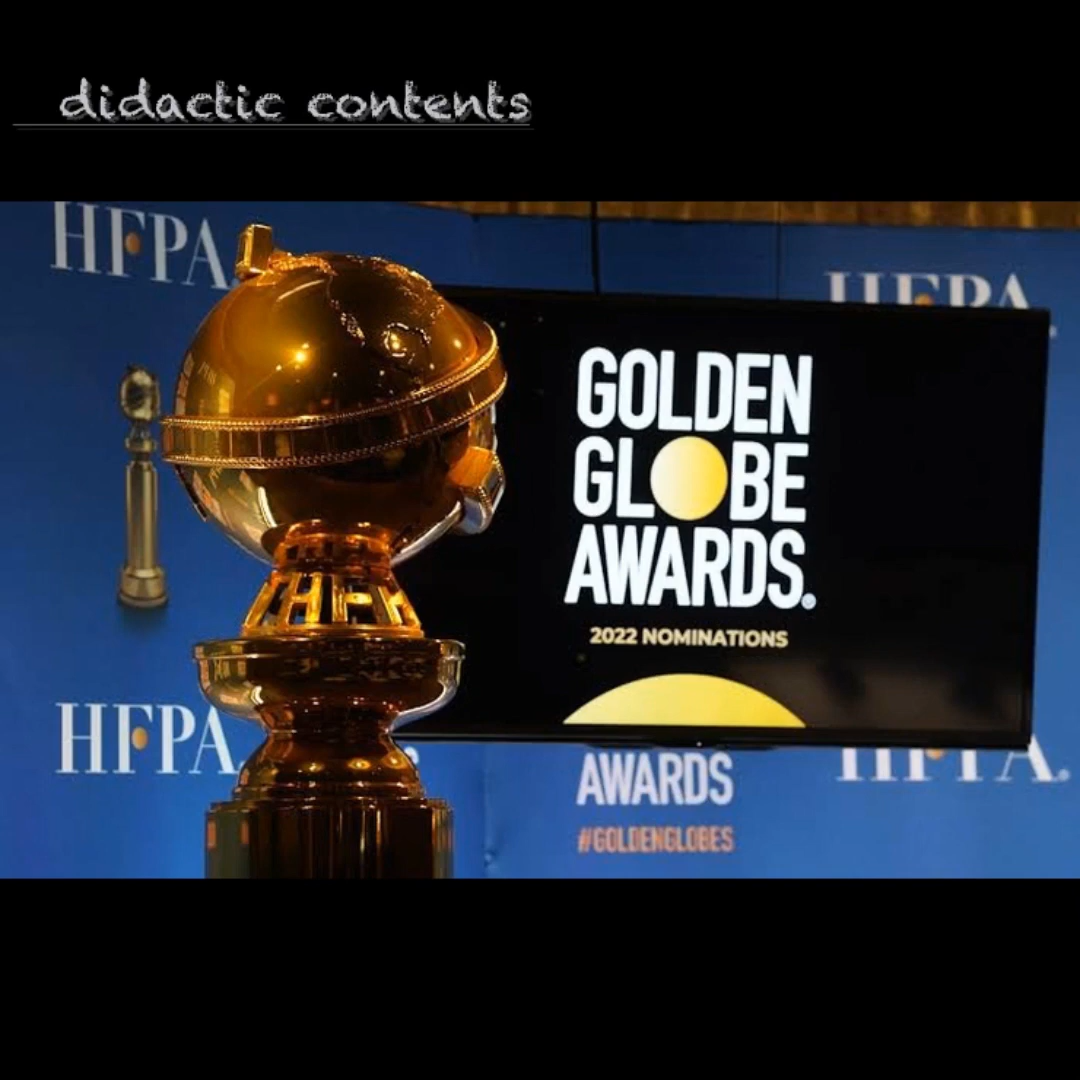 didactic contents
HFPA
HFPA
GOLDEN
GLOBE
AWARDS.®
2022 NOMINATIONS
HFPA
HFPA.®
AWARDS
#GOLDENGLOBES